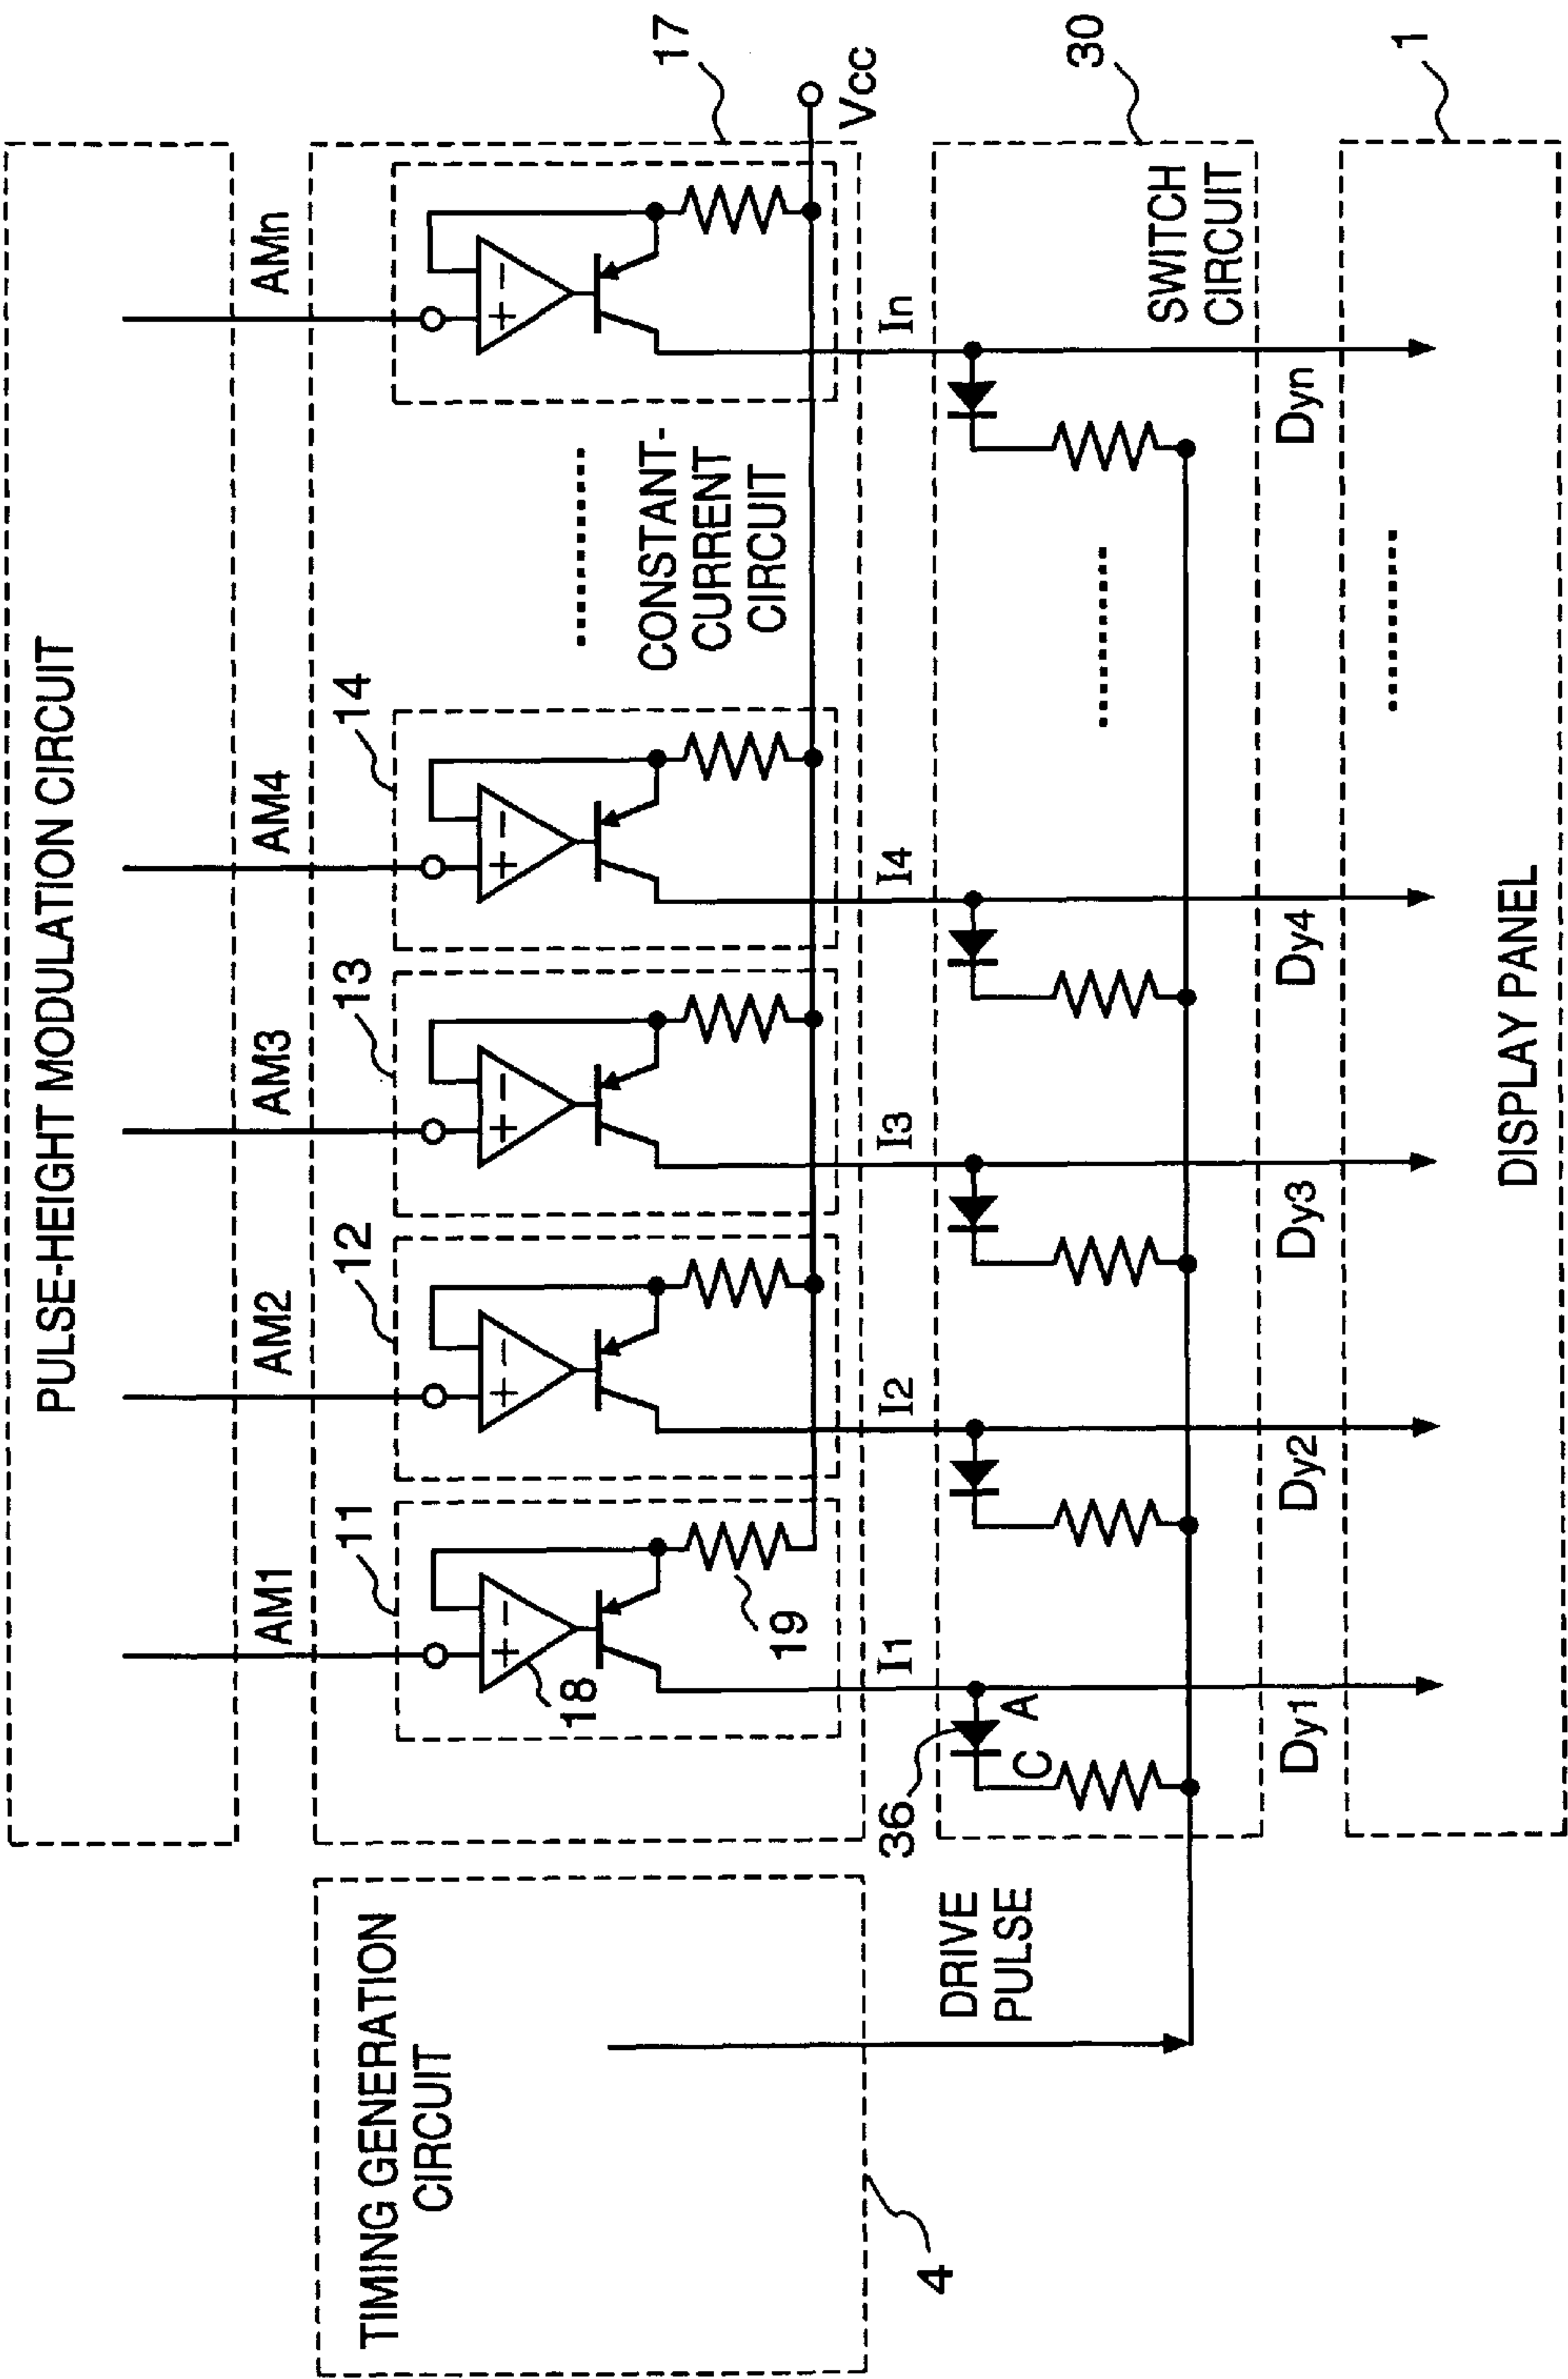 PULSE-HEIGHT MODULATION CIRCUIT
AM1
AM2
AM3
AM4
AMn
11
12
13
14
17
+
−
+
−
+
−
+
−
+
−
18
19
CONSTANT-
CURRENT
CIRCUIT
Vcc
TIMING GENERATION
CIRCUIT
4
I1
I2
I3
I4
In
30
DRIVE
PULSE
36
C
A
SWITCH
CIRCUIT
Dy1
Dy2
Dy3
Dy4
Dyn
1
DISPLAY PANEL